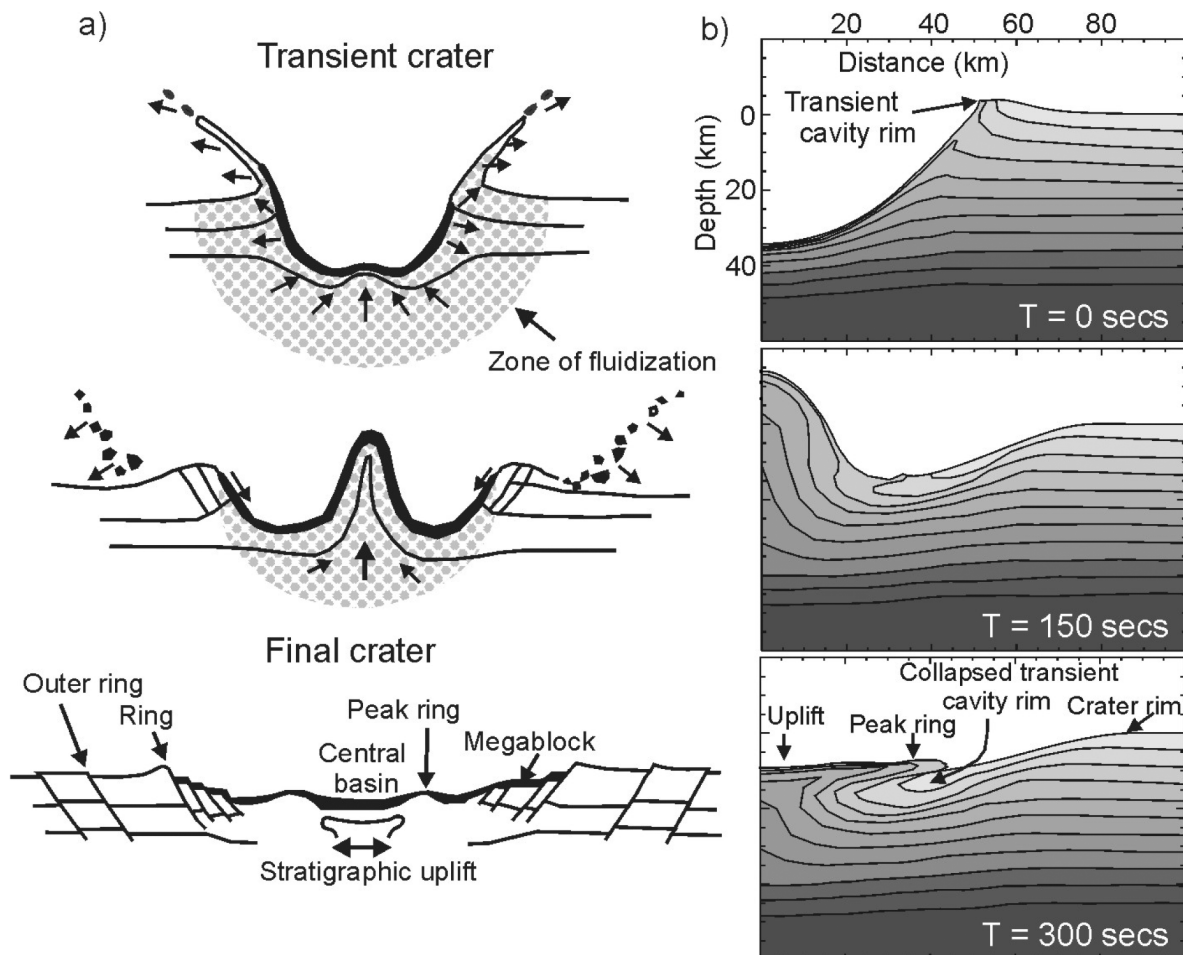 a)
Transient crater
Zone of fluidization
Final crater
Outer ring
Ring
Peak ring
Central
basin
Megablock
Stratigraphic uplift
b)
20 40 60 80
Distance (km)
Transient
cavity rim
Depth (km)
0
20
40
T = 0 secs
T = 150 secs
Collapsed transient
cavity rim
Uplift
Peak ring
Crater rim
T = 300 secs